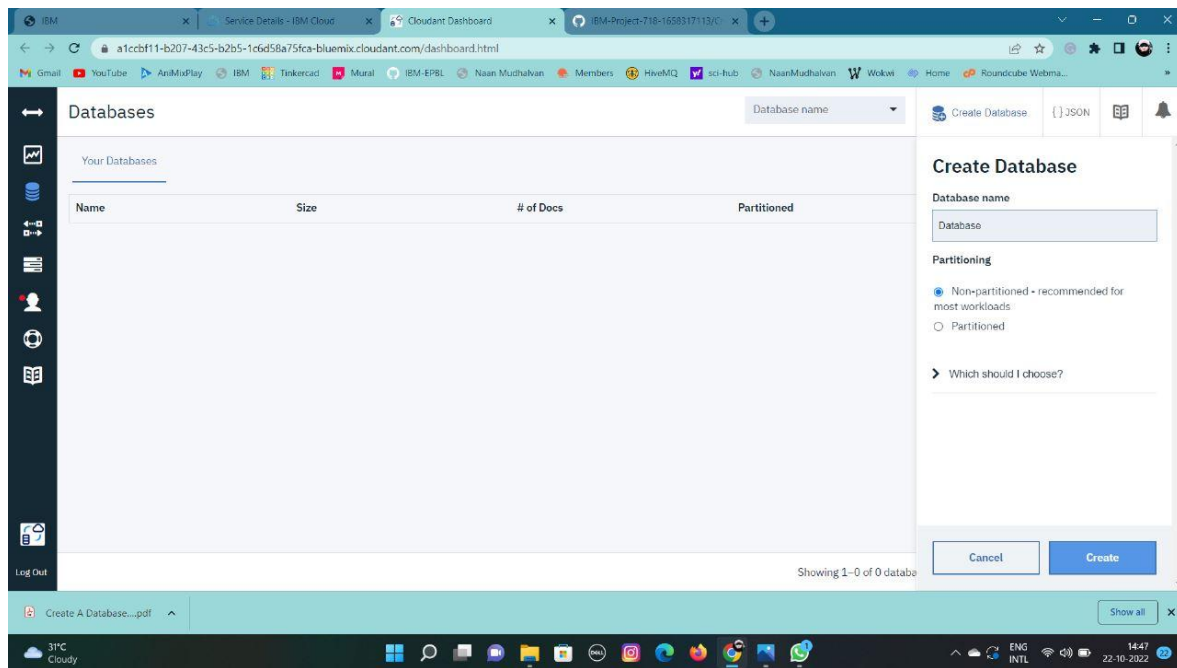 IBM
Service Details - IBM Cloud
Cloudant Dashboard
IBM-Project-718-1658317113/C
a1ccbf11-b207-43c5-b2b5-1c6d58a75fca-bluemix.cloudant.com/dashboard.html
Gmail YouTube AniMixPlay IBM Tinkercad Mural IBM-EPBL Naan Mudhalvan Members HiveMQ sci-hub NaanMudhalvan Wokwi Home Roundcube Webma...
Databases
Database name
Create Database
{ } JSON
Your Databases
Name Size # of Docs Partitioned
Create Database
Database name
Database
Partitioning
Non-partitioned - recommended for
most workloads
Partitioned
Which should I choose?
Cancel Create
Log Out
Showing 1–0 of 0 databa
Create A Database....pdf
Show all
31°C
Cloudy
DELL
ENG
INTL
14:47
22-10-2022
22